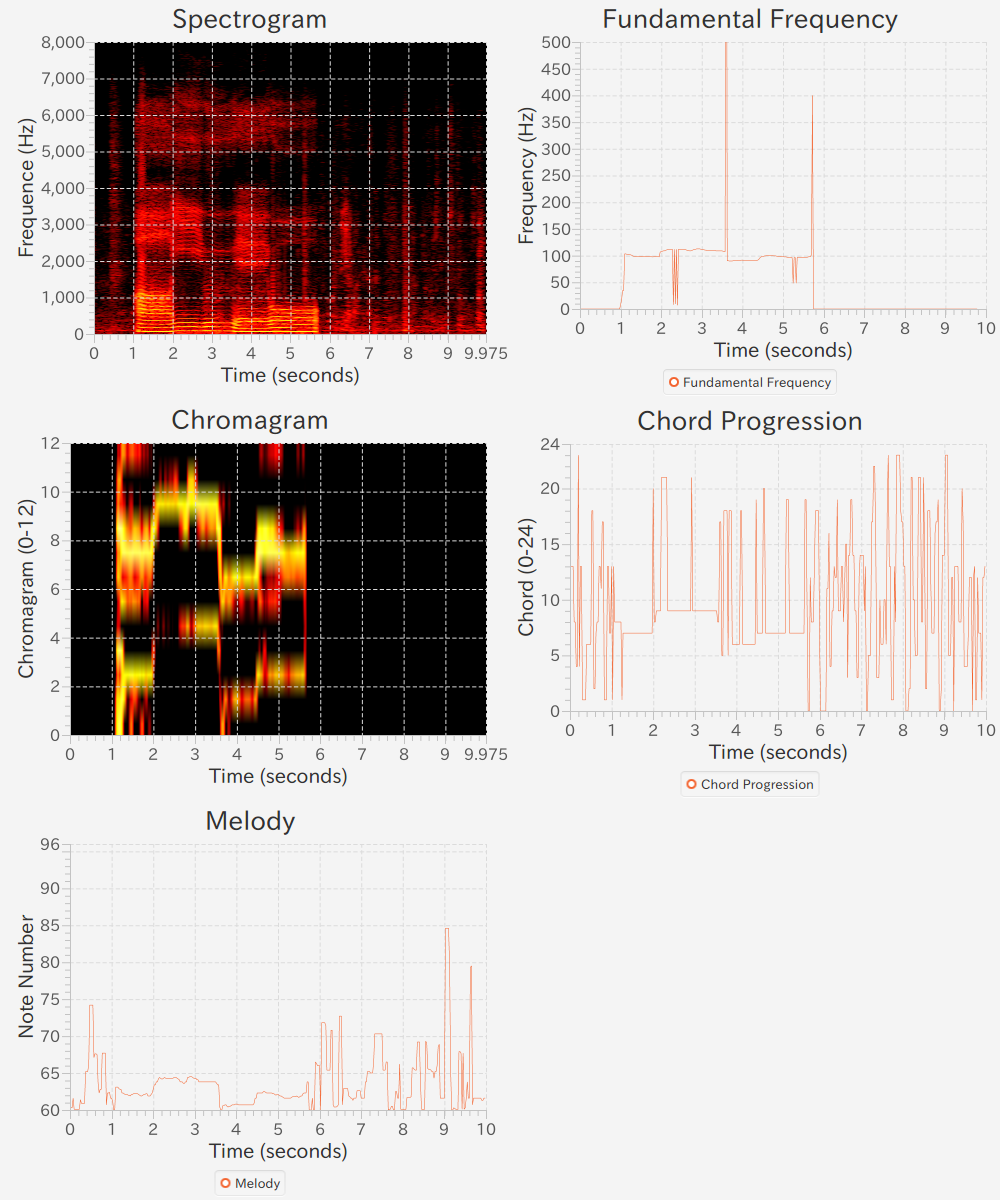 Spectrogram
8,000
7,000
6,000
5,000
4,000
3,000
2,000
1,000
0
Frequence (Hz)
0 1 2 3 4 5 6 7 8 9 9.975
Time (seconds)
Fundamental Frequency
500
450
400
350
300
250
200
150
100
50
0
Frequency (Hz)
0 1 2 3 4 5 6 7 8 9 10
Time (seconds)
Fundamental Frequency
Chromagram
12
10
8
6
4
2
0
Chromagram (0-12)
0 1 2 3 4 5 6 7 8 9 9.975
Time (seconds)
Chord Progression
24
20
15
10
5
0
Chord (0-24)
0 1 2 3 4 5 6 7 8 9 10
Time (seconds)
Chord Progression
Melody
96
90
85
80
75
70
65
60
Note Number
0 1 2 3 4 5 6 7 8 9 10
Time (seconds)
Melody